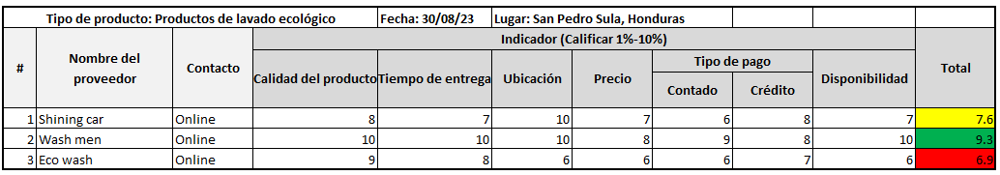 Tipo de producto: Productos de lavado ecológico Fecha: 30/08/23 Lugar: San Pedro Sula, Honduras
# Nombre del proveedor Contacto Indicador (Calificar 1%-10%) Total
Calidad del producto Tiempo de entrega Ubicación Precio Tipo de pago Disponibilidad
Contado Crédito
1 Shining car Online 8 7 10 7 6 8 7 7.6
2 Wash men Online 10 10 10 8 9 8 10 9.3
3 Eco wash Online 9 8 6 6 6 7 6 6.9